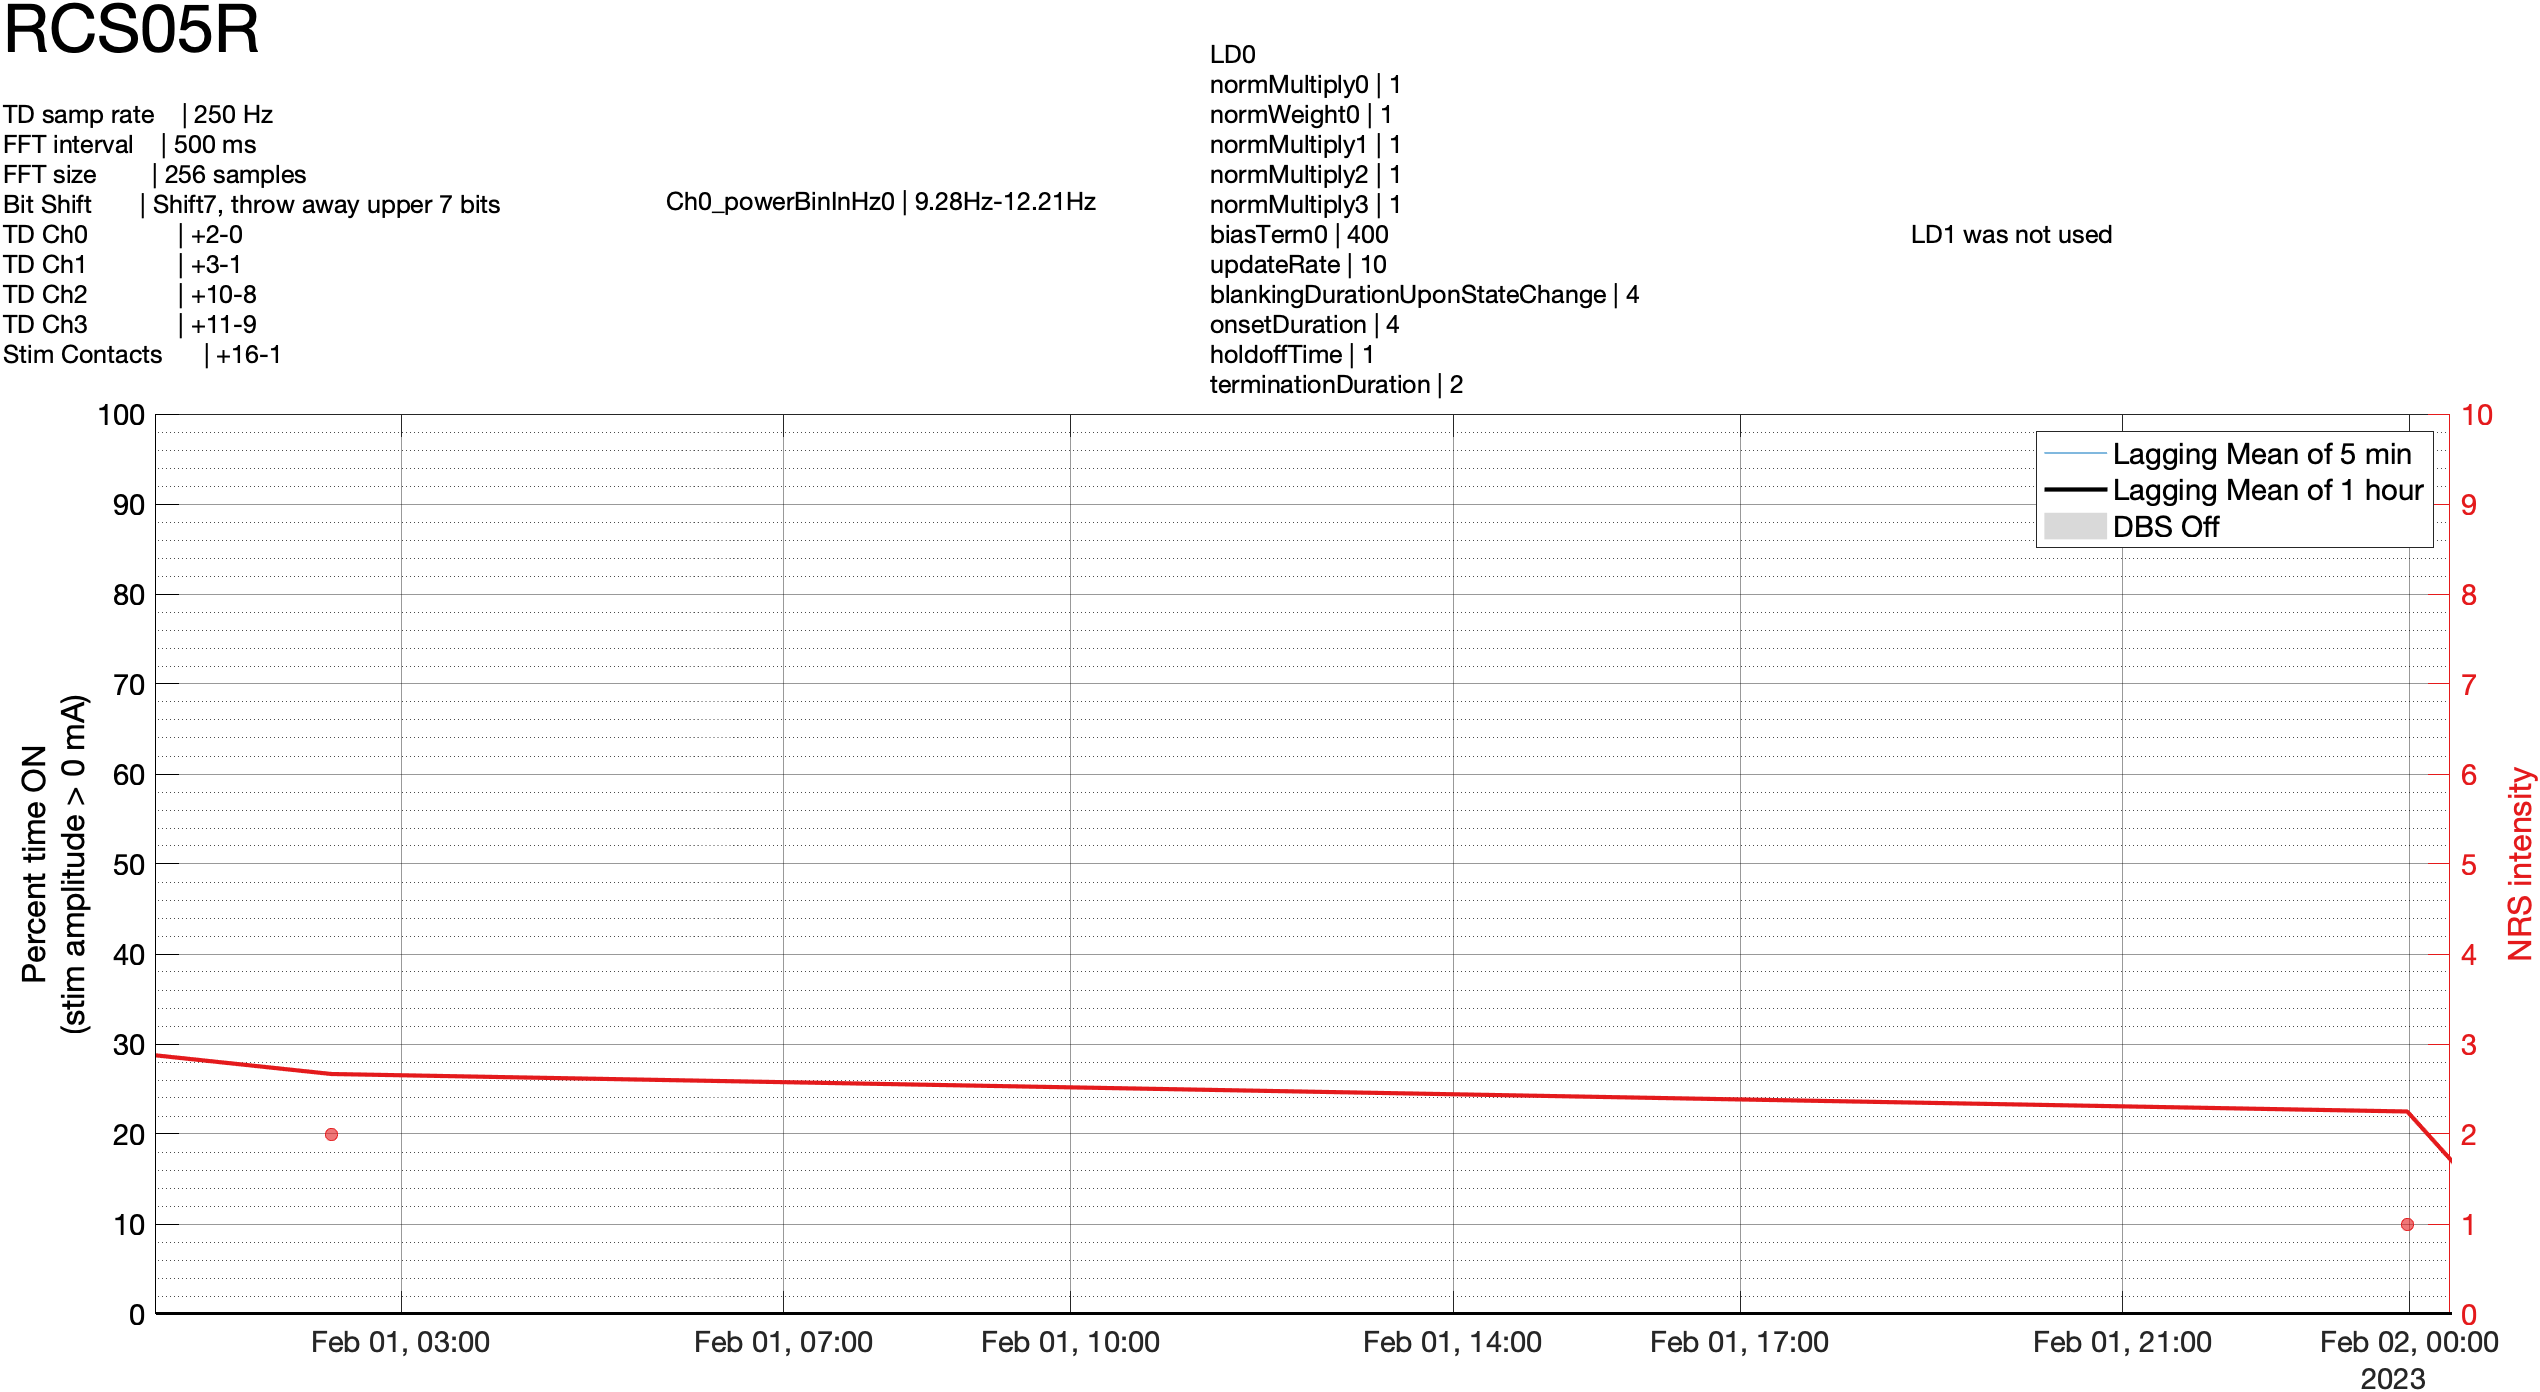 RCS05R
TD samp rate | 250 Hz
FFT interval | 500 ms
FFT size | 256 samples
Bit Shift | Shift7, throw away upper 7 bits
TD Ch0 | +2-0
TD Ch1 | +3-1
TD Ch2 | +10-8
TD Ch3 | +11-9
Stim Contacts | +16-1
Ch0_powerBinInHz0 | 9.28Hz-12.21Hz
LD0
normMultiply0 | 1
normWeight0 | 1
normMultiply1 | 1
normMultiply2 | 1
normMultiply3 | 1
biasTerm0 | 400
updateRate | 10
blankingDurationUponStateChange | 4
onsetDuration | 4
holdoffTime | 1
terminationDuration | 2
LD1 was not used
Percent time ON
(stim amplitude > 0 mA)
100
90
80
70
60
50
40
30
20
10
0
Lagging Mean of 5 min
Lagging Mean of 1 hour
DBS Off
10
9
8
7
6
5
4
3
2
1
0
NRS intensity
Feb 01, 03:00
Feb 01, 07:00
Feb 01, 10:00
Feb 01, 14:00
Feb 01, 17:00
Feb 01, 21:00
Feb 02, 00:00
2023